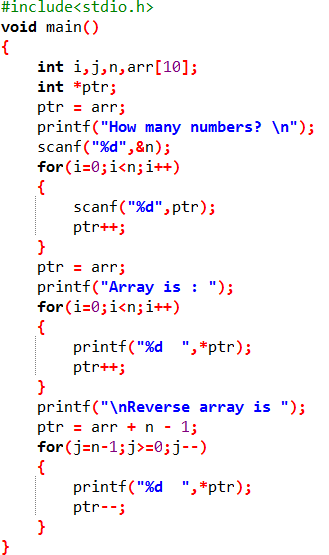 #include<stdio.h>
void main()
{
    int i,j,n,arr[10];
    int *ptr;
    ptr = arr;
    printf("How many numbers? \n");
    scanf("%d",&n);
    for(i=0;i<n;i++)
    {
        scanf("%d",ptr);
        ptr++;
    }
    ptr = arr;
    printf("Array is : ");
    for(i=0;i<n;i++)
    {
        printf("%d  ",*ptr);
        ptr++;
    }
    printf("\nReverse array is ");
    ptr = arr + n - 1;
    for(j=n-1;j>=0;j--)
    {
        printf("%d  ",*ptr);
        ptr--;
    }
}